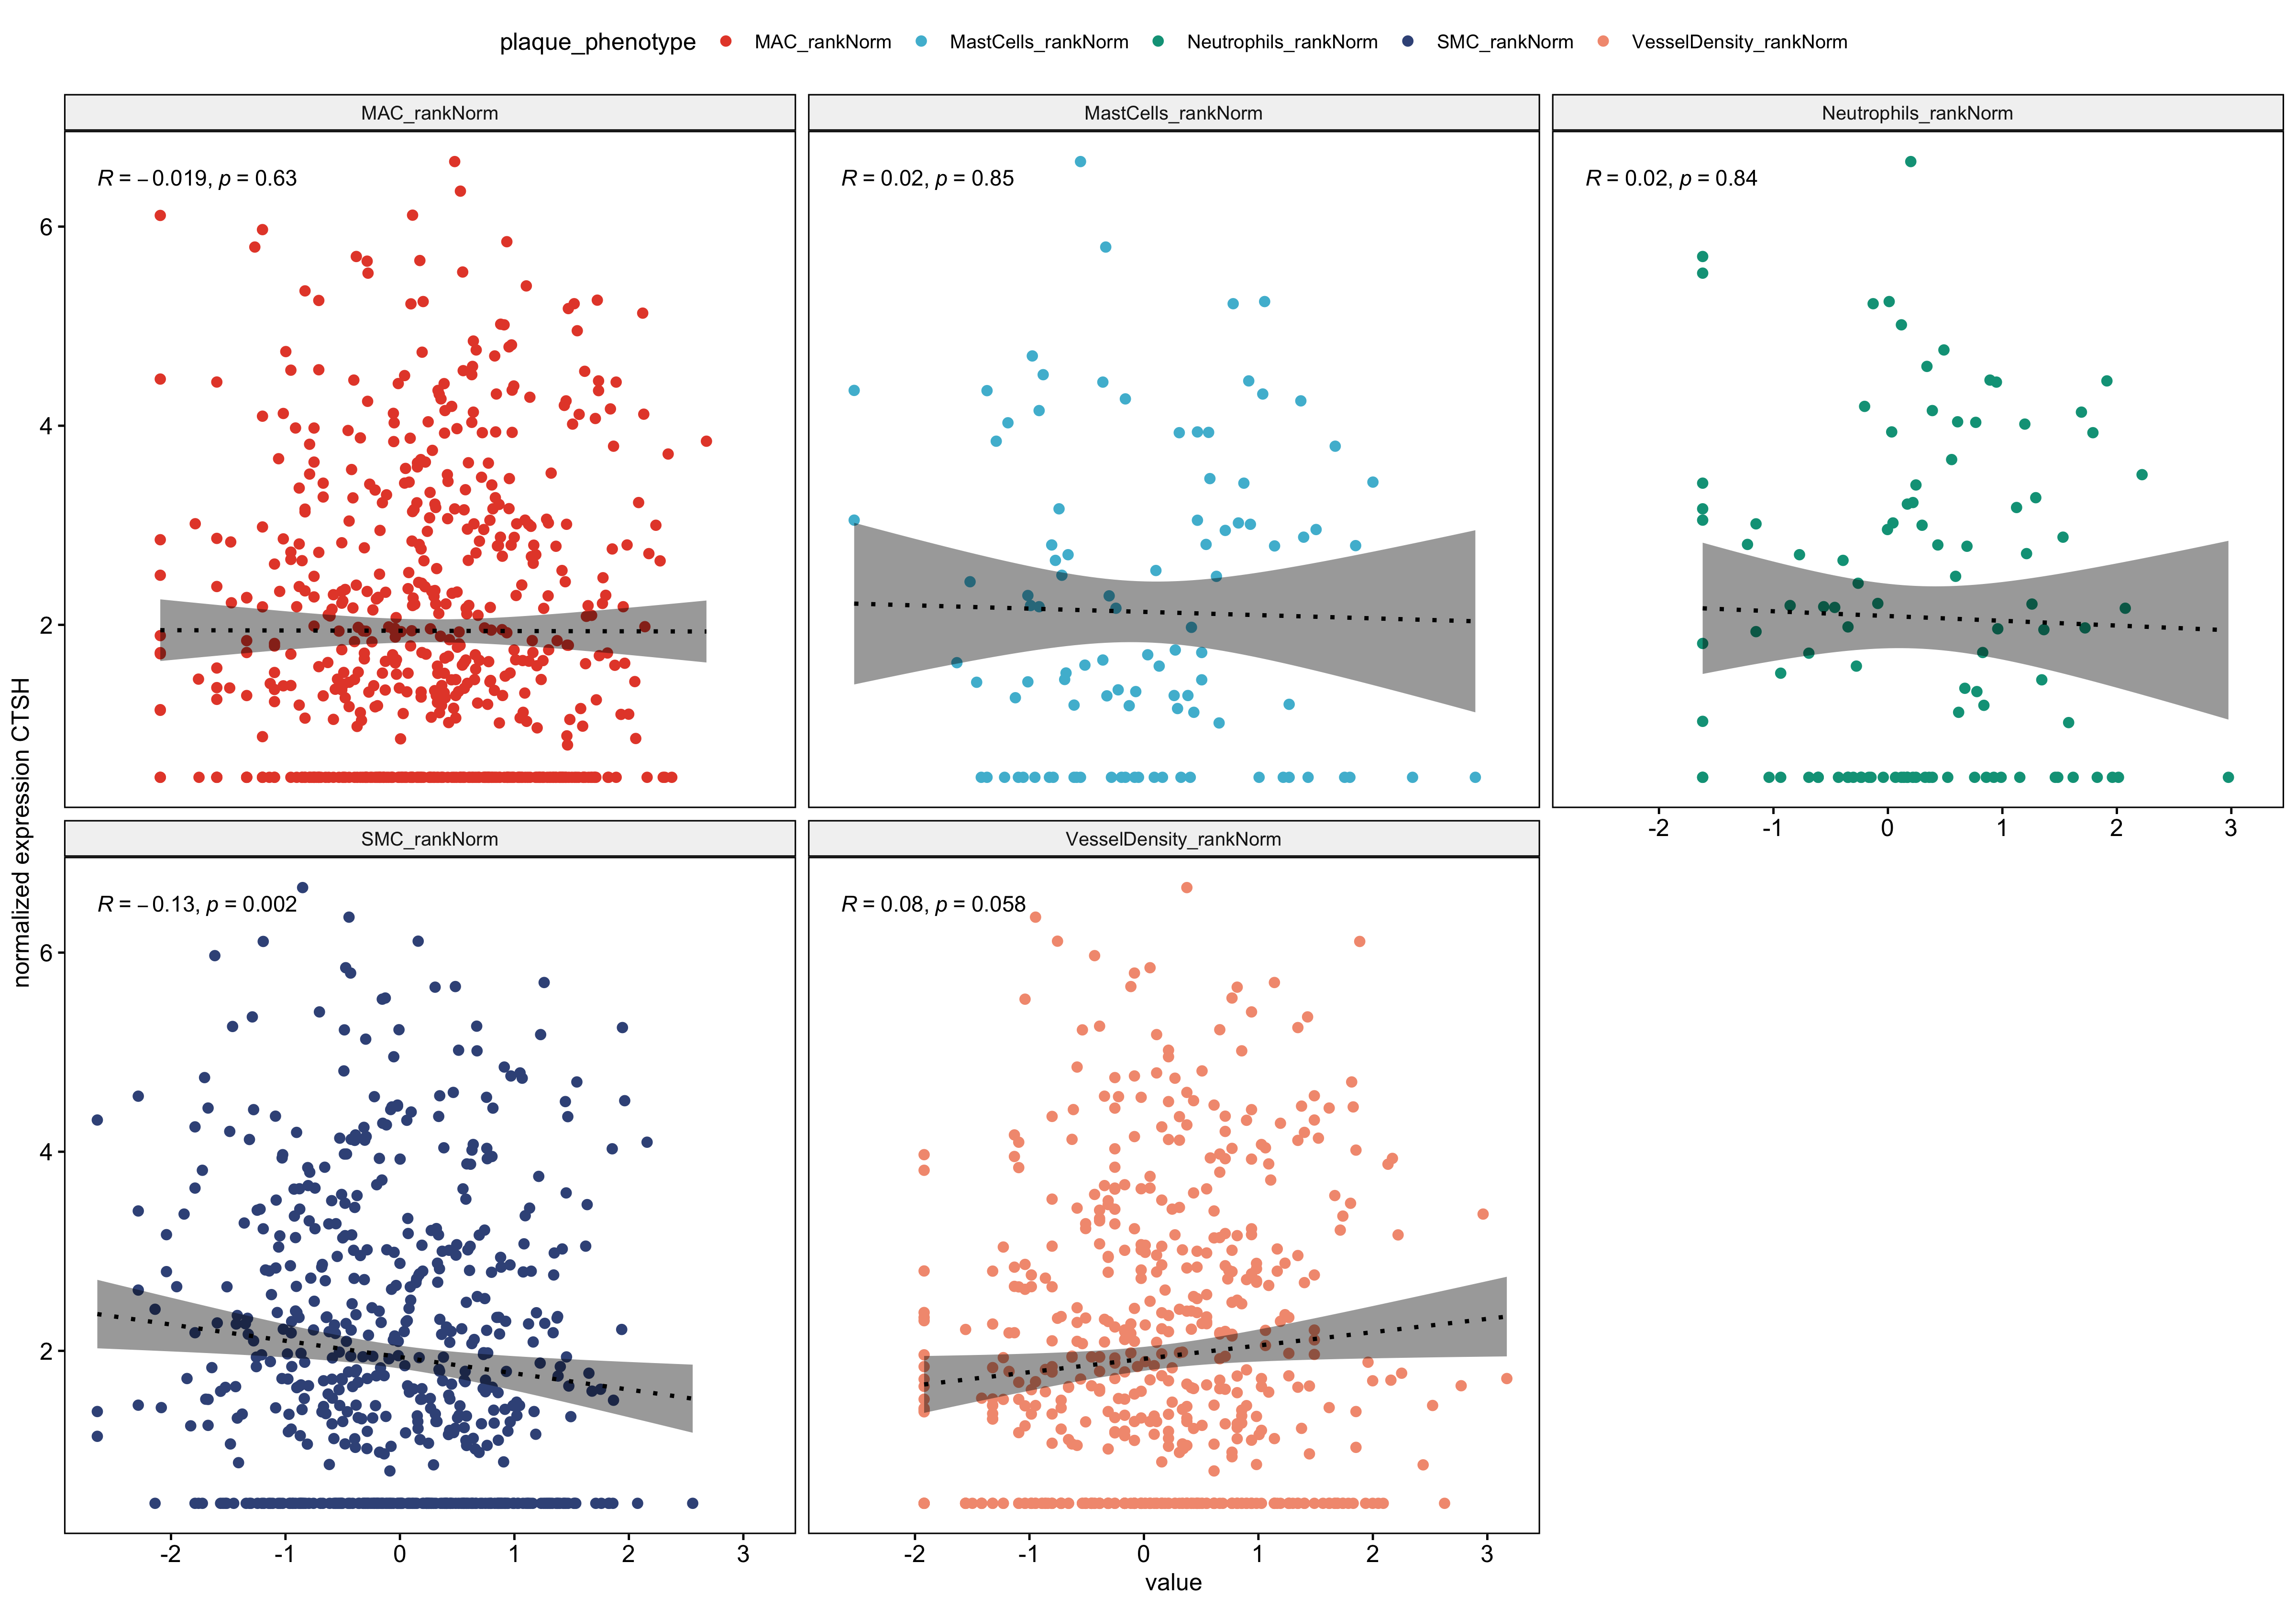 plaque_phenotype MAC_rankNorm MastCells_rankNorm Neutrophils_rankNorm SMC_rankNorm VesselDensity_rankNorm
MAC_rankNorm
MastCells_rankNorm
Neutrophils_rankNorm
R = −0.019, p = 0.63
R = 0.02, p = 0.85
R = 0.02, p = 0.84
6
4
2
-2 -1 0 1 2 3
normalized expression CTSH
SMC_rankNorm
VesselDensity_rankNorm
R = −0.13, p = 0.002
R = 0.08, p = 0.058
6
4
2
-2 -1 0 1 2 3
-2 -1 0 1 2 3
value